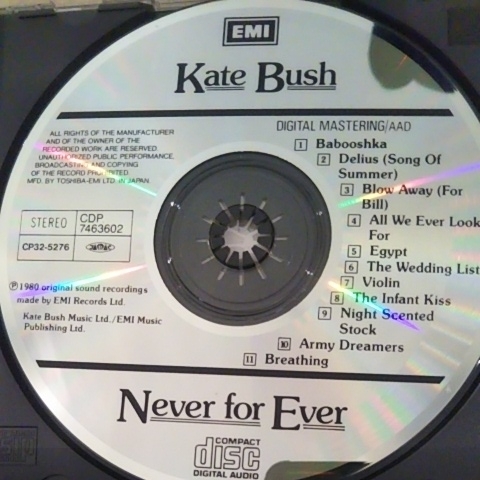 EMI
Kate Bush
DIGITAL MASTERING/AAD
ALL RIGHTS OF THE MANUFACTURER
AND OF THE OWNER OF THE
RECORDED WORK ARE RESERVED.
UNAUTHORIZED PUBLIC PERFORMANCE,
BROADCASTING AND COPYING
OF THE RECORD PROHIBITED.
MFD. BY TOSHIBA-EMI LTD. IN JAPAN
STEREO
CDP
7463602
CP32-5276
℗1980 original sound recordings
made by EMI Records Ltd.
Kate Bush Music Ltd./EMI Music
Publishing Ltd.
1 Babooshka
2 Delius (Song Of
Summer)
3 Blow Away (For
Bill)
4 All We Ever Look
For
5 Egypt
6 The Wedding List
7 Violin
8 The Infant Kiss
9 Night Scented
Stock
10 Army Dreamers
11 Breathing
Never for Ever
COMPACT
disc
DIGITAL AUDIO